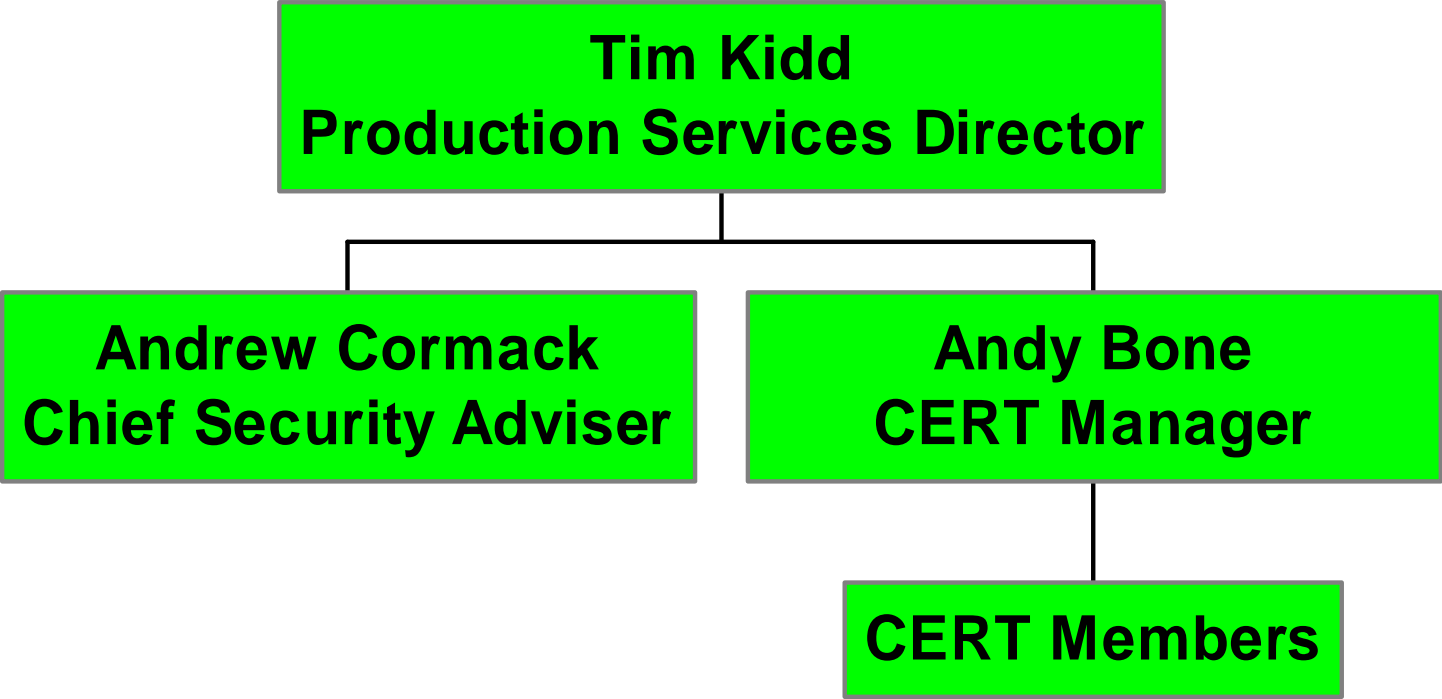 Tim Kidd
Production Services Director
Andrew Cormack
Chief Security Adviser
Andy Bone
CERT Manager
CERT Members